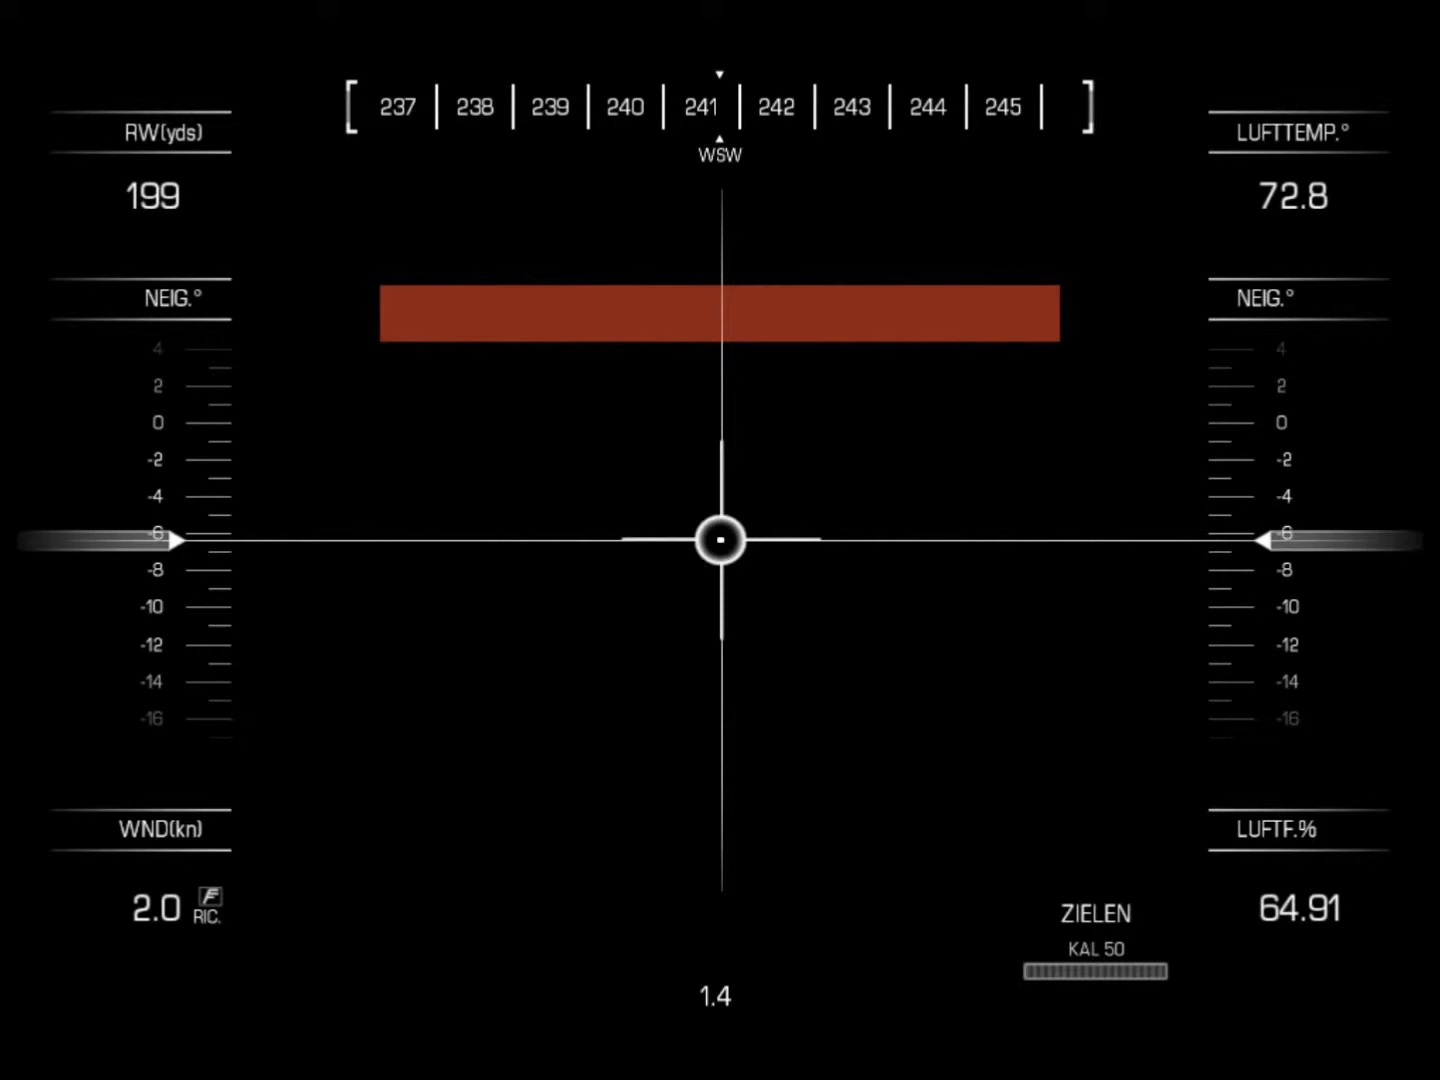 237 238 239 240 241 242 243 244 245
WSW
RW(yds)
199
LUFTTEMP.°
72.8
NEIG.°
4
2
0
-2
-4
-6
-8
-10
-12
-14
-16
NEIG.°
4
2
0
-2
-4
-6
-8
-10
-12
-14
-16
WND(kn)
2.0 F
RIC.
LUFTF.%
64.91
ZIELEN
KAL 50
1.4